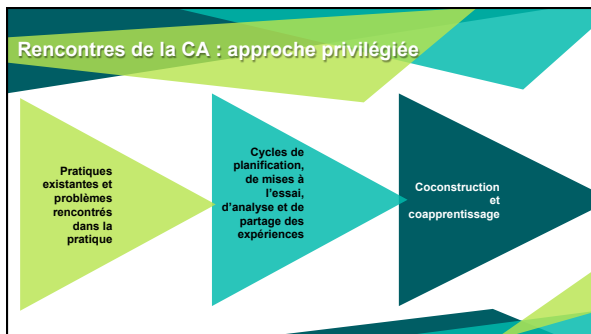 Rencontres de la CA : approche privilégiée
Pratiques
existantes et
problèmes
rencontrés
dans la
pratique
Cycles de
planification,
de mises à
l'essai,
d'analyse et de
partage des
expériences
Coconstruction
et
coapprentissage